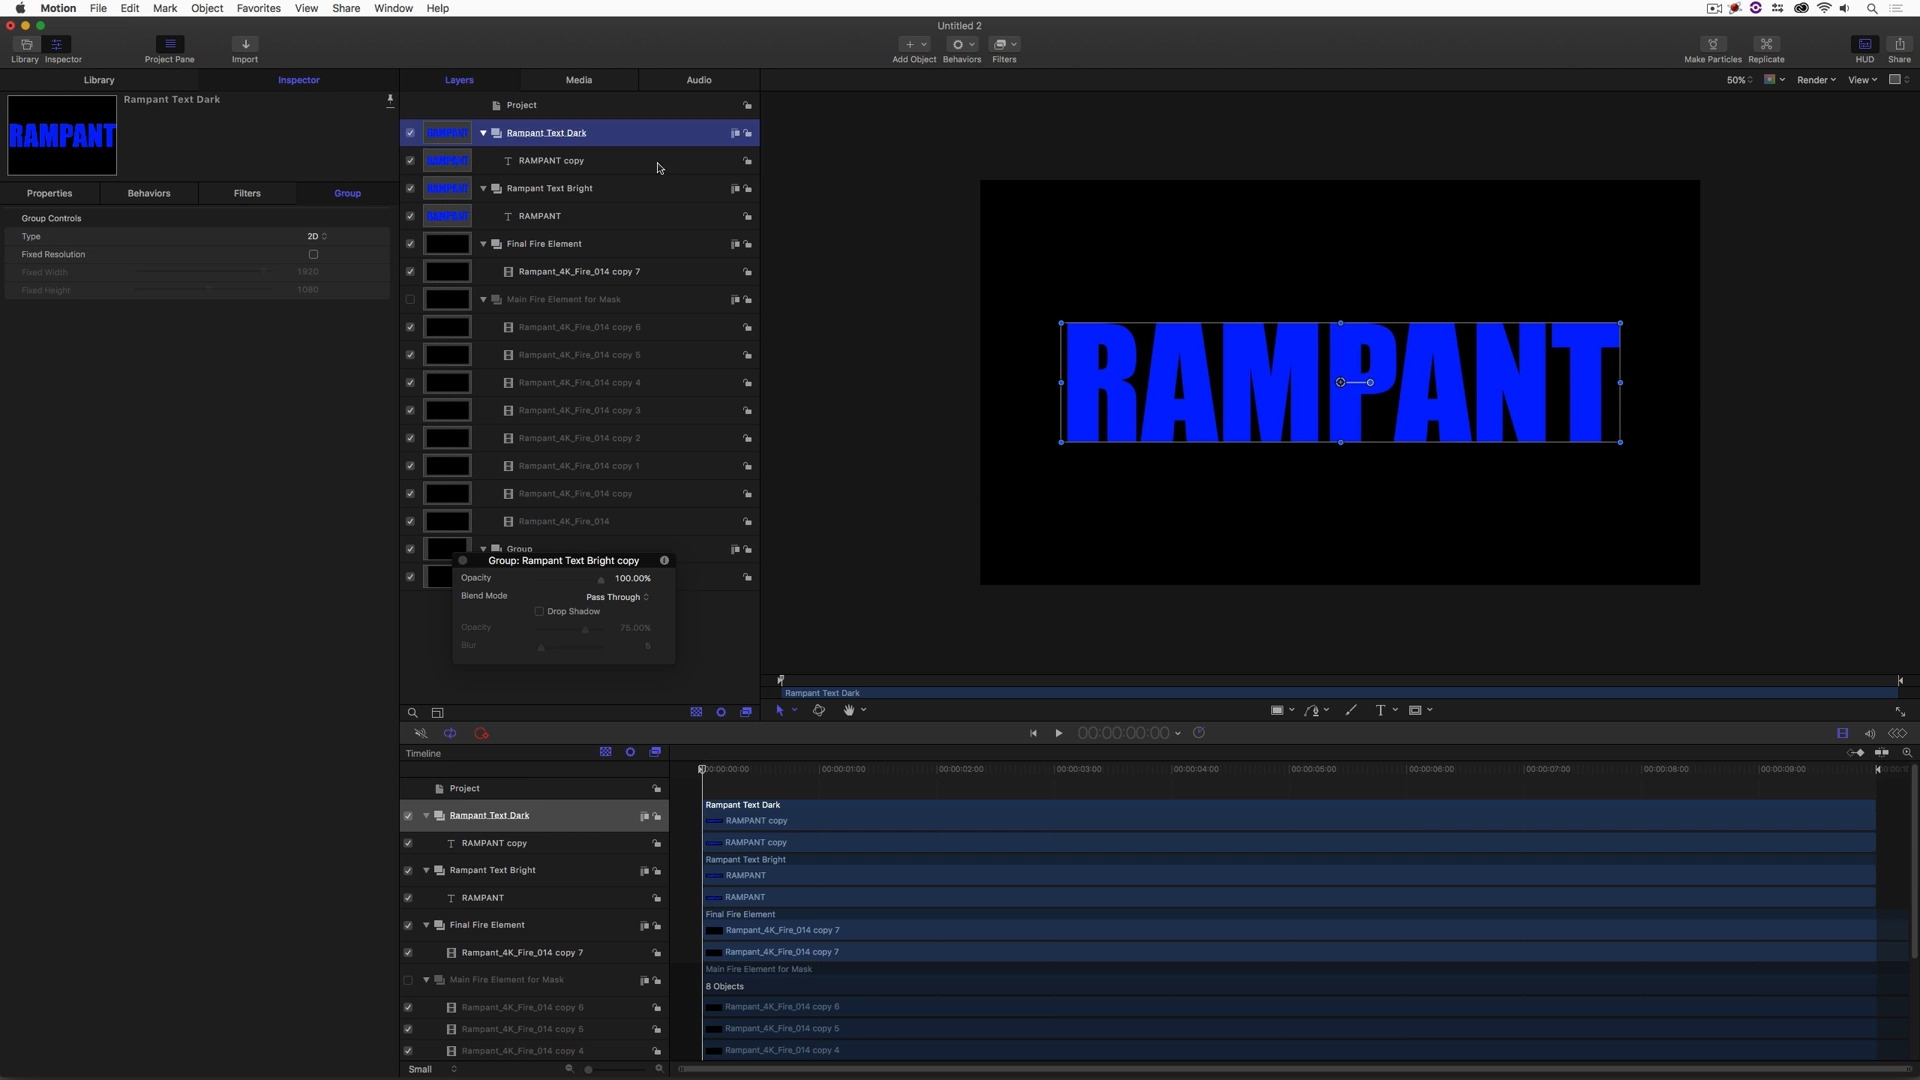 Motion File Edit Mark Object Favorites View Share Window Help
Untitled 2
Library Inspector Project Pane Import Add Object Behaviors Filters Make Particles Replicate HUD Share
Library Inspector Layers Media Audio 50% Render View
Rampant Text Dark
RAMPANT
Properties Behaviors Filters Group
Group Controls
Type 2D
Fixed Resolution
Fixed Width 1920
Fixed Height 1080
Project
Rampant Text Dark
RAMPANT copy
Rampant Text Bright
RAMPANT
Final Fire Element
Rampant_4K_Fire_014 copy 7
Main Fire Element for Mask
Rampant_4K_Fire_014 copy 6
Rampant_4K_Fire_014 copy 5
Rampant_4K_Fire_014 copy 4
Rampant_4K_Fire_014 copy 3
Rampant_4K_Fire_014 copy 2
Rampant_4K_Fire_014 copy 1
Rampant_4K_Fire_014 copy
Rampant_4K_Fire_014
Group
Group: Rampant Text Bright copy
Opacity 100.00%
Blend Mode Pass Through
Drop Shadow
Opacity 75.00%
Blur 5
RAMPANT
Rampant Text Dark
T
00:00:00:00
Timeline
00:00:00:00 00:00:01:00 00:00:02:00 00:00:03:00 00:00:04:00 00:00:05:00 00:00:06:00 00:00:07:00 00:00:08:00 00:00:09:00
Project
Rampant Text Dark
RAMPANT copy
Rampant Text Bright
RAMPANT
Final Fire Element
Rampant_4K_Fire_014 copy 7
Main Fire Element for Mask
Rampant_4K_Fire_014 copy 6
Rampant_4K_Fire_014 copy 5
Rampant_4K_Fire_014 copy 4
Rampant Text Dark
RAMPANT copy
RAMPANT copy
Rampant Text Bright
RAMPANT
RAMPANT
Final Fire Element
Rampant_4K_Fire_014 copy 7
Rampant_4K_Fire_014 copy 7
Main Fire Element for Mask
8 Objects
Rampant_4K_Fire_014 copy 6
Rampant_4K_Fire_014 copy 5
Rampant_4K_Fire_014 copy 4
Small